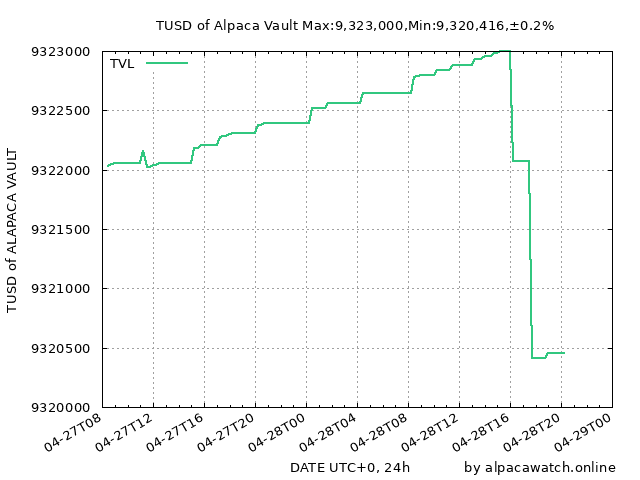 TUSD of Alpaca Vault Max:9,323,000,Min:9,320,416,±0.2%
TVL
9323000
9322500
9322000
9321500
9321000
9320500
9320000
TUSD of ALAPACA VAULT
04-27T08
04-27T12
04-27T16
04-27T20
04-28T00
04-28T04
04-28T08
04-28T12
04-28T16
04-28T20
04-29T00
DATE UTC+0, 24h
by alpacawatch.online